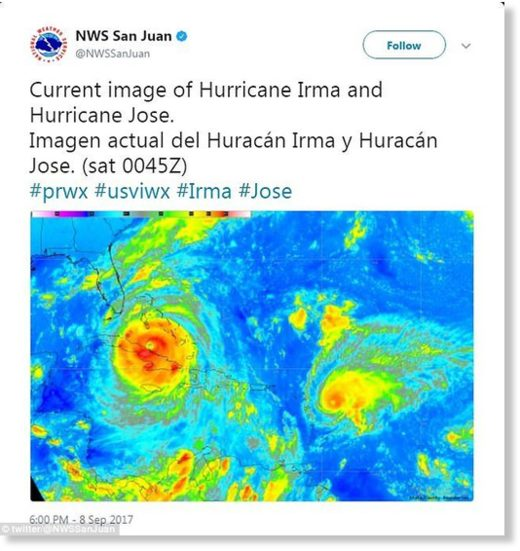 NWS San Juan
@NWSSanJuan
Follow
Current image of Hurricane Irma and
Hurricane Jose.
Imagen actual del Huracán Irma y Huracán
Jose. (sat 0045Z)
#prwx #usviwx #Irma #Jose
6:00 PM - 8 Sep 2017
© twitter/@NWSSanJuan